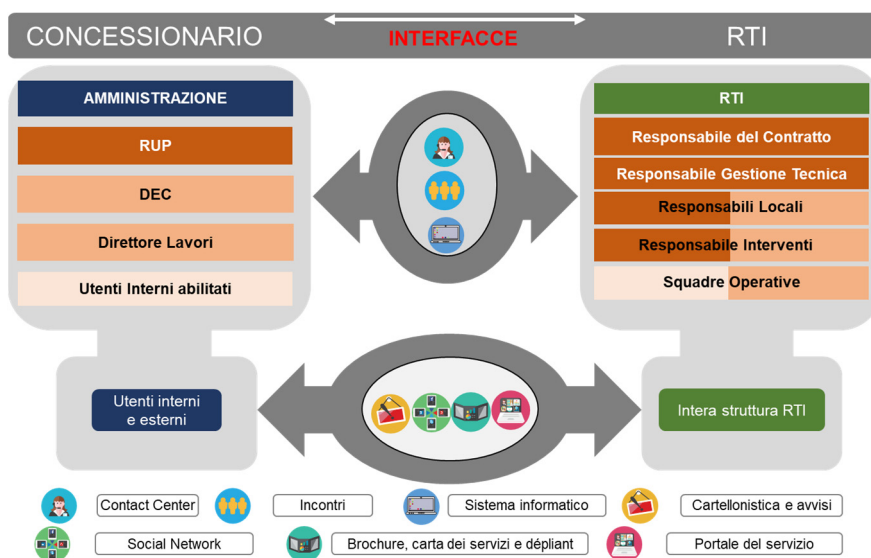 CONCESSIONARIO
INTERFACCE
RTI
AMMINISTRAZIONE
RUP
DEC
Direttore Lavori
Utenti Interni abilitati
RTI
Responsabile del Contratto
Responsabile Gestione Tecnica
Responsabili Locali
Responsabile Interventi
Squadre Operative
Utenti interni
e esterni
Intera struttura RTI
Contact Center
Incontri
Sistema informatico
Cartellonistica e avvisi
Social Network
Brochure, carta dei servizi e dépliant
Portale del servizio